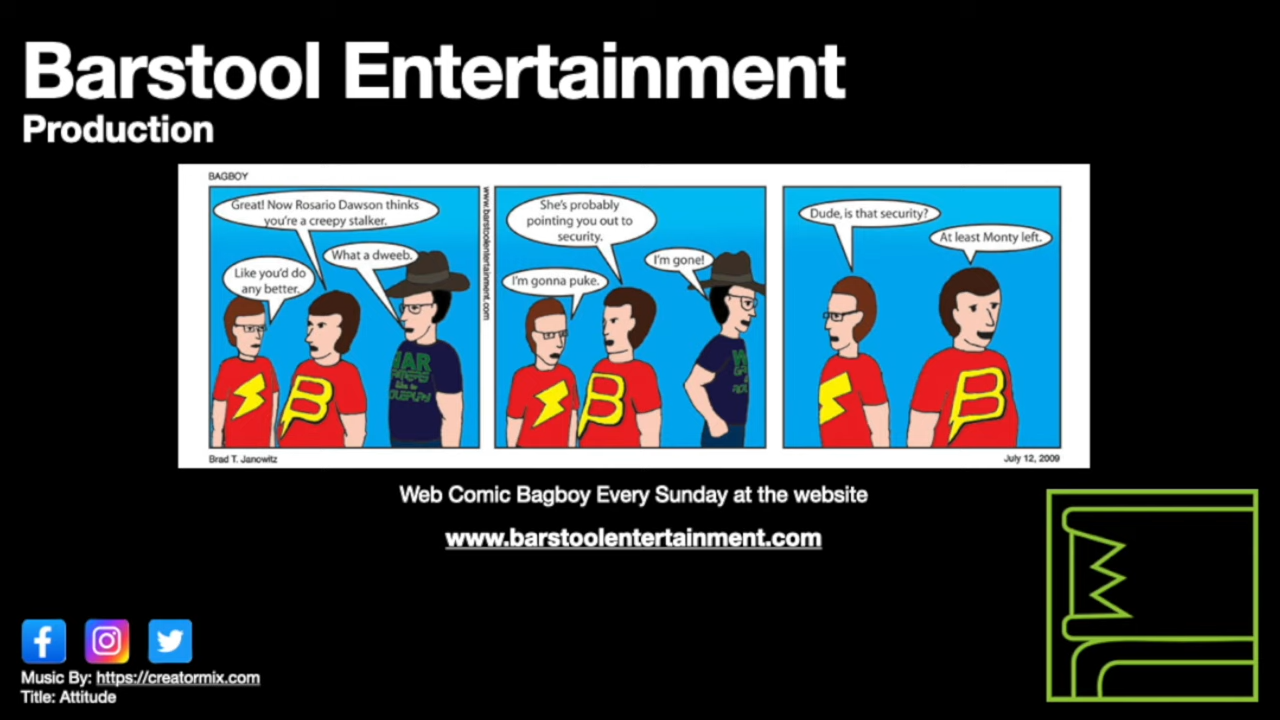 Barstool Entertainment
Production
BAGBOY
Great! Now Rosario Dawson thinks
you're a creepy stalker.
What a dweeb.
Like you'd do
any better.
www.barstoolentertainment.com
She's probably
pointing you out to
security.
I'm gonna puke.
I'm gone!
Dude, is that security?
At least Monty left.
B
B
B
Brad T. Janowitz
July 12, 2009
Web Comic Bagboy Every Sunday at the website
www.barstoolentertainment.com
Music By: https://creatormix.com
Title: Attitude